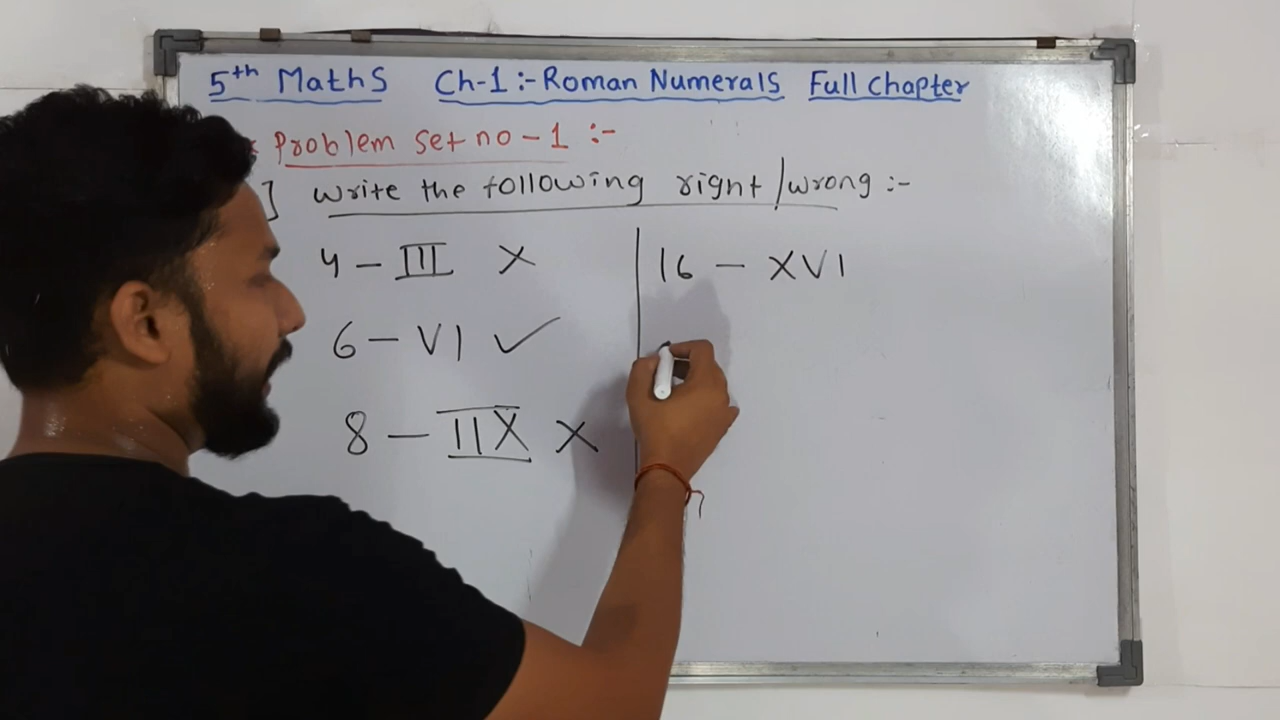 5th Maths Ch-1:- Roman Numerals Full Chapter
Problem Set no-1 :-
] Write the following right/wrong :-
4 - III ×
6 - VI ✓
8 - IIX ×
16 - XVI